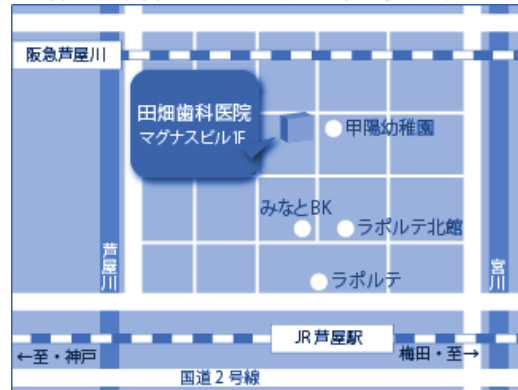 阪急芦屋川
田畑歯科医院
マグナスビル1F
甲陽幼稚園
みなとBK
ラポルテ北館
芦屋川
宮川
ラポルテ
JR芦屋駅
←至・神戸
梅田・至→
国道2号線